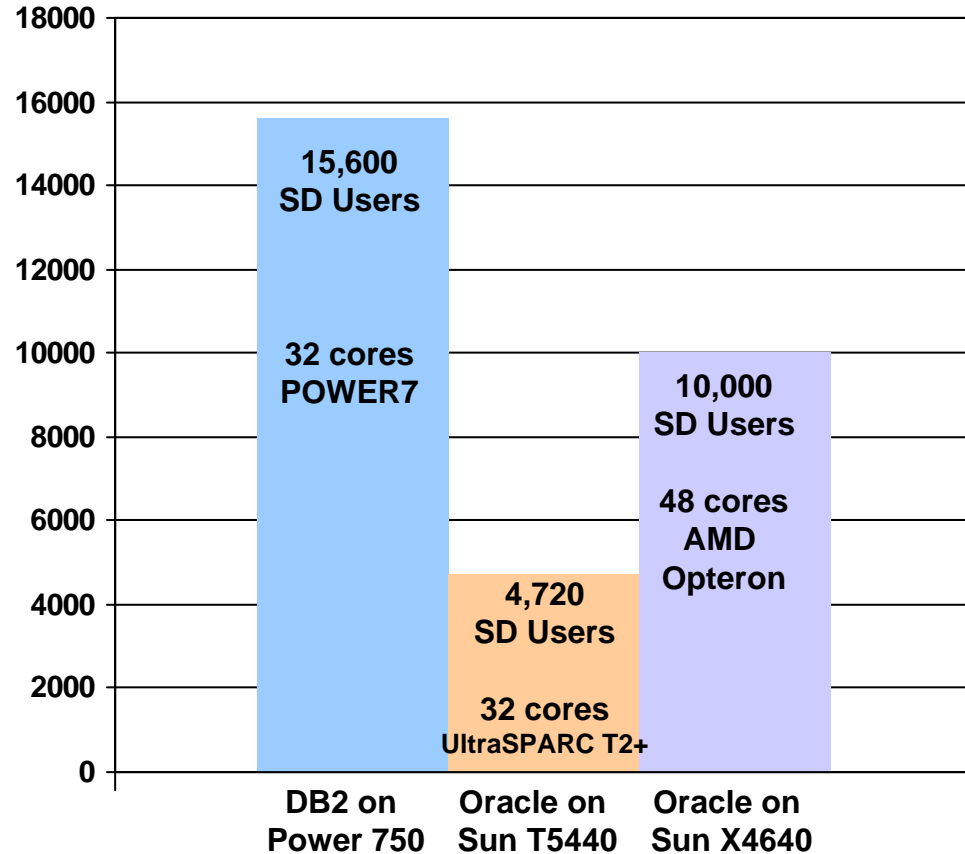 18000
16000
14000
12000
10000
8000
6000
4000
2000
0
15,600
SD Users
32 cores
POWER7
4,720
SD Users
32 cores
UltraSPARC T2+
10,000
SD Users
48 cores
AMD
Opteron
DB2 on
Power 750
Oracle on
Sun T5440
Oracle on
Sun X4640